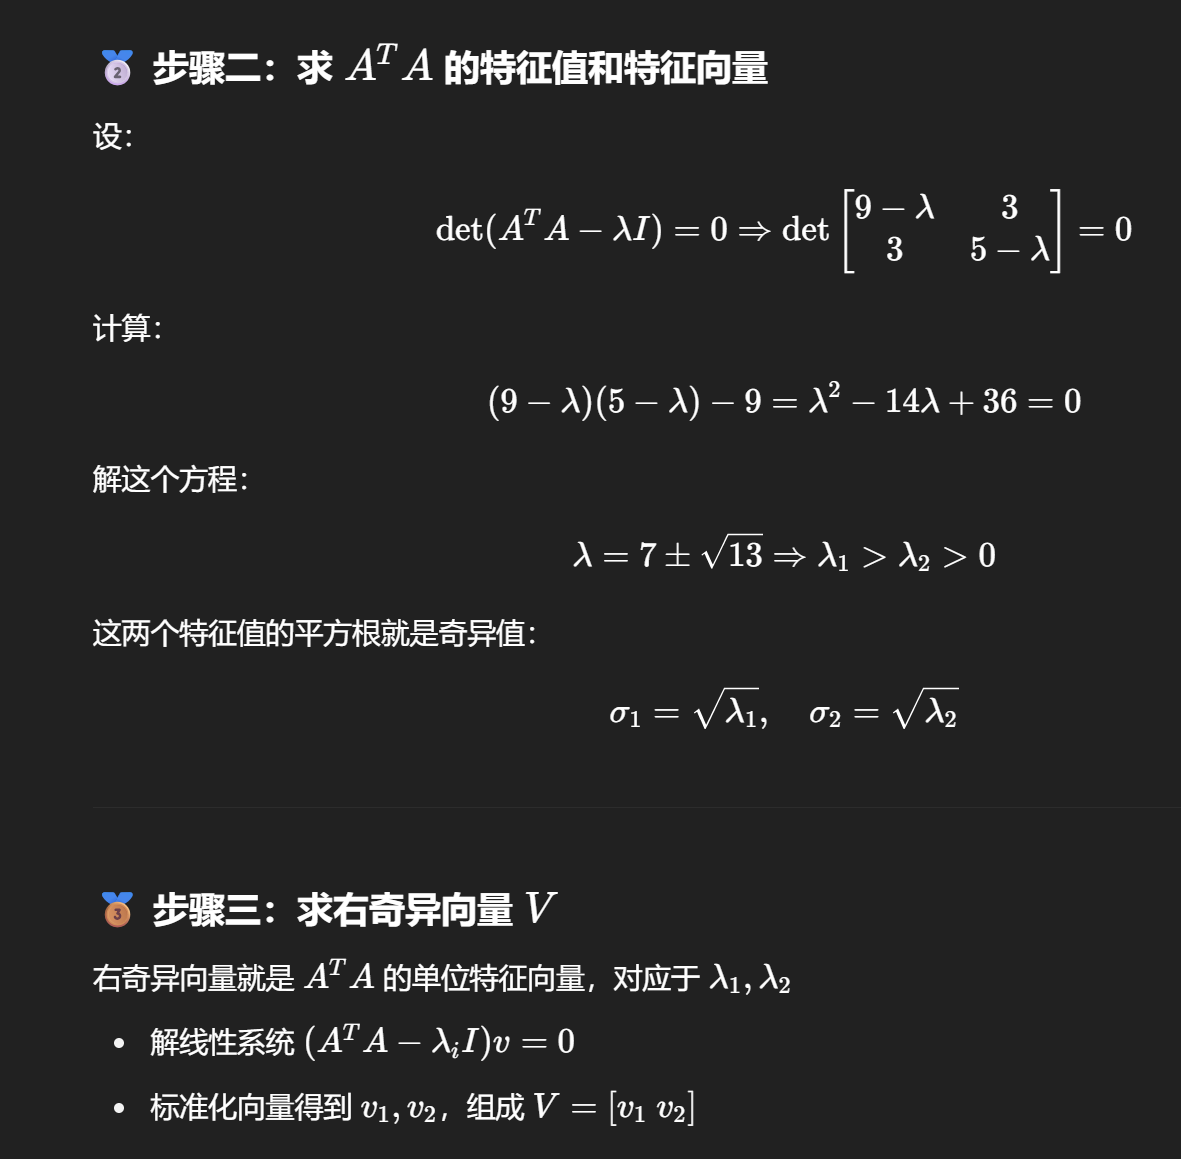 🥈 步骤二：求 $A^T A$ 的特征值和特征向量
设：
$\det(A^T A - \lambda I) = 0 \Rightarrow \det \begin{bmatrix} 9 - \lambda & 3 \\ 3 & 5 - \lambda \end{bmatrix} = 0$
计算：
$(9 - \lambda)(5 - \lambda) - 9 = \lambda^2 - 14\lambda + 36 = 0$
解这个方程：
$\lambda = 7 \pm \sqrt{13} \Rightarrow \lambda_1 > \lambda_2 > 0$
这两个特征值的平方根就是奇异值：
$\sigma_1 = \sqrt{\lambda_1}, \quad \sigma_2 = \sqrt{\lambda_2}$
🥉 步骤三：求右奇异向量 $V$
右奇异向量就是 $A^T A$ 的单位特征向量，对应于 $\lambda_1, \lambda_2$
• 解线性系统 $(A^T A - \lambda_i I)v = 0$
• 标准化向量得到 $v_1, v_2$，组成 $V = [v_1 \ v_2]$